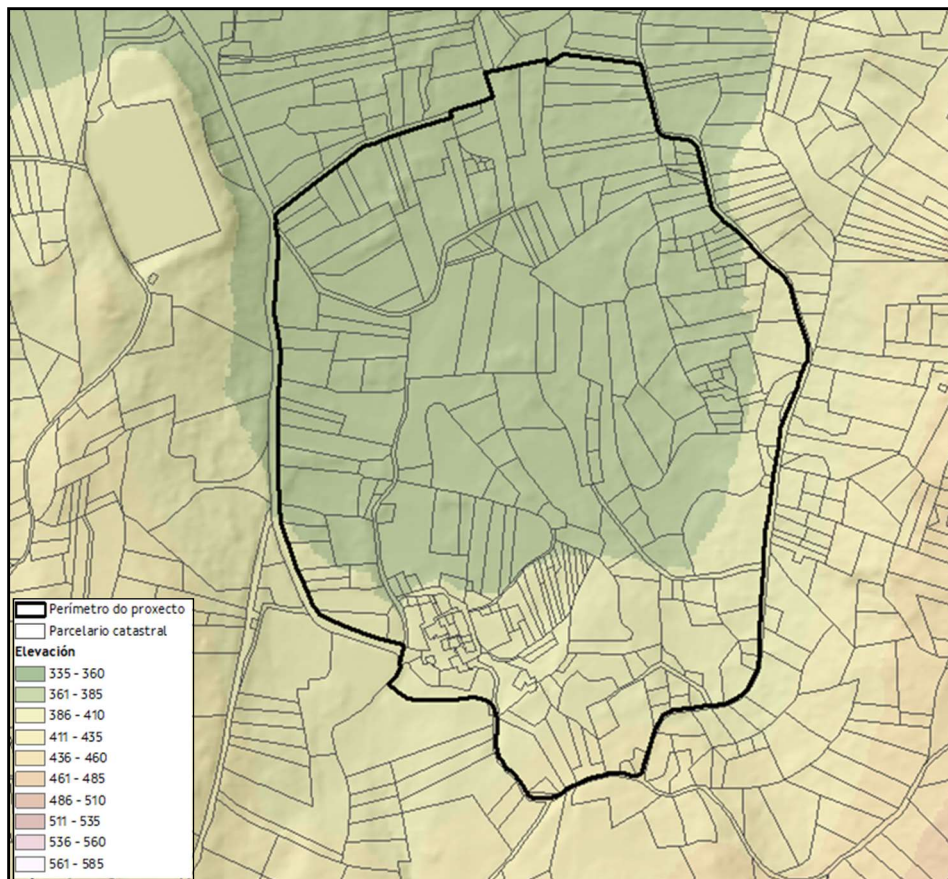 Perímetro do proxecto
Parcelario catastral
Elevación
335 - 360
361 - 385
386 - 410
411 - 435
436 - 460
461 - 485
486 - 510
511 - 535
536 - 560
561 - 585